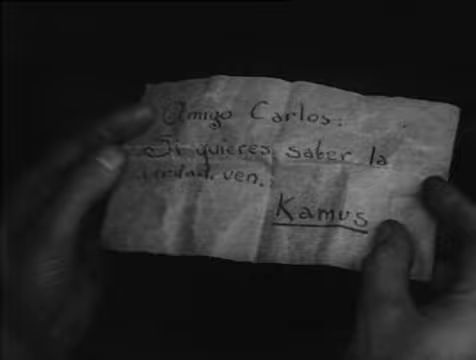 Amigo Carlos:
Si quieres saber la
verdad, ven.
Kamus